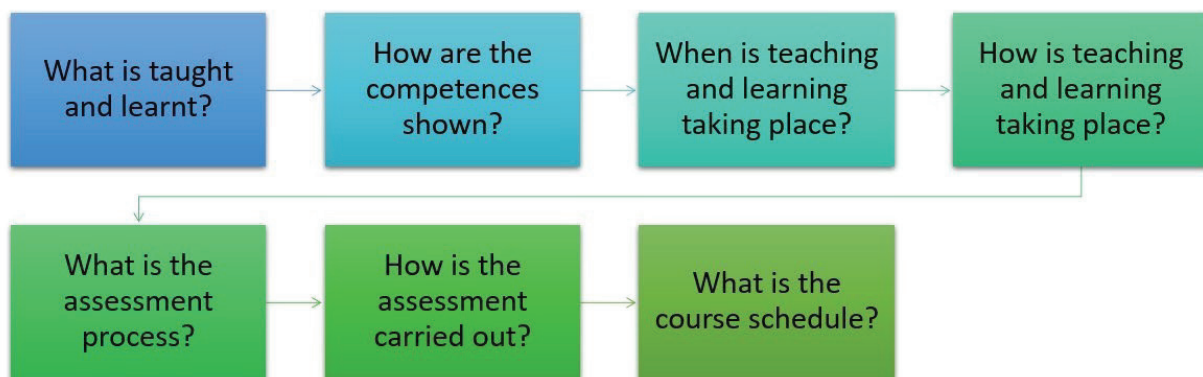 What is taught
and learnt?
How are the
competences
shown?
When is teaching
and learning
taking place?
How is teaching
and learning
taking place?
What is the
assessment
process?
How is the
assessment
carried out?
What is the
course schedule?